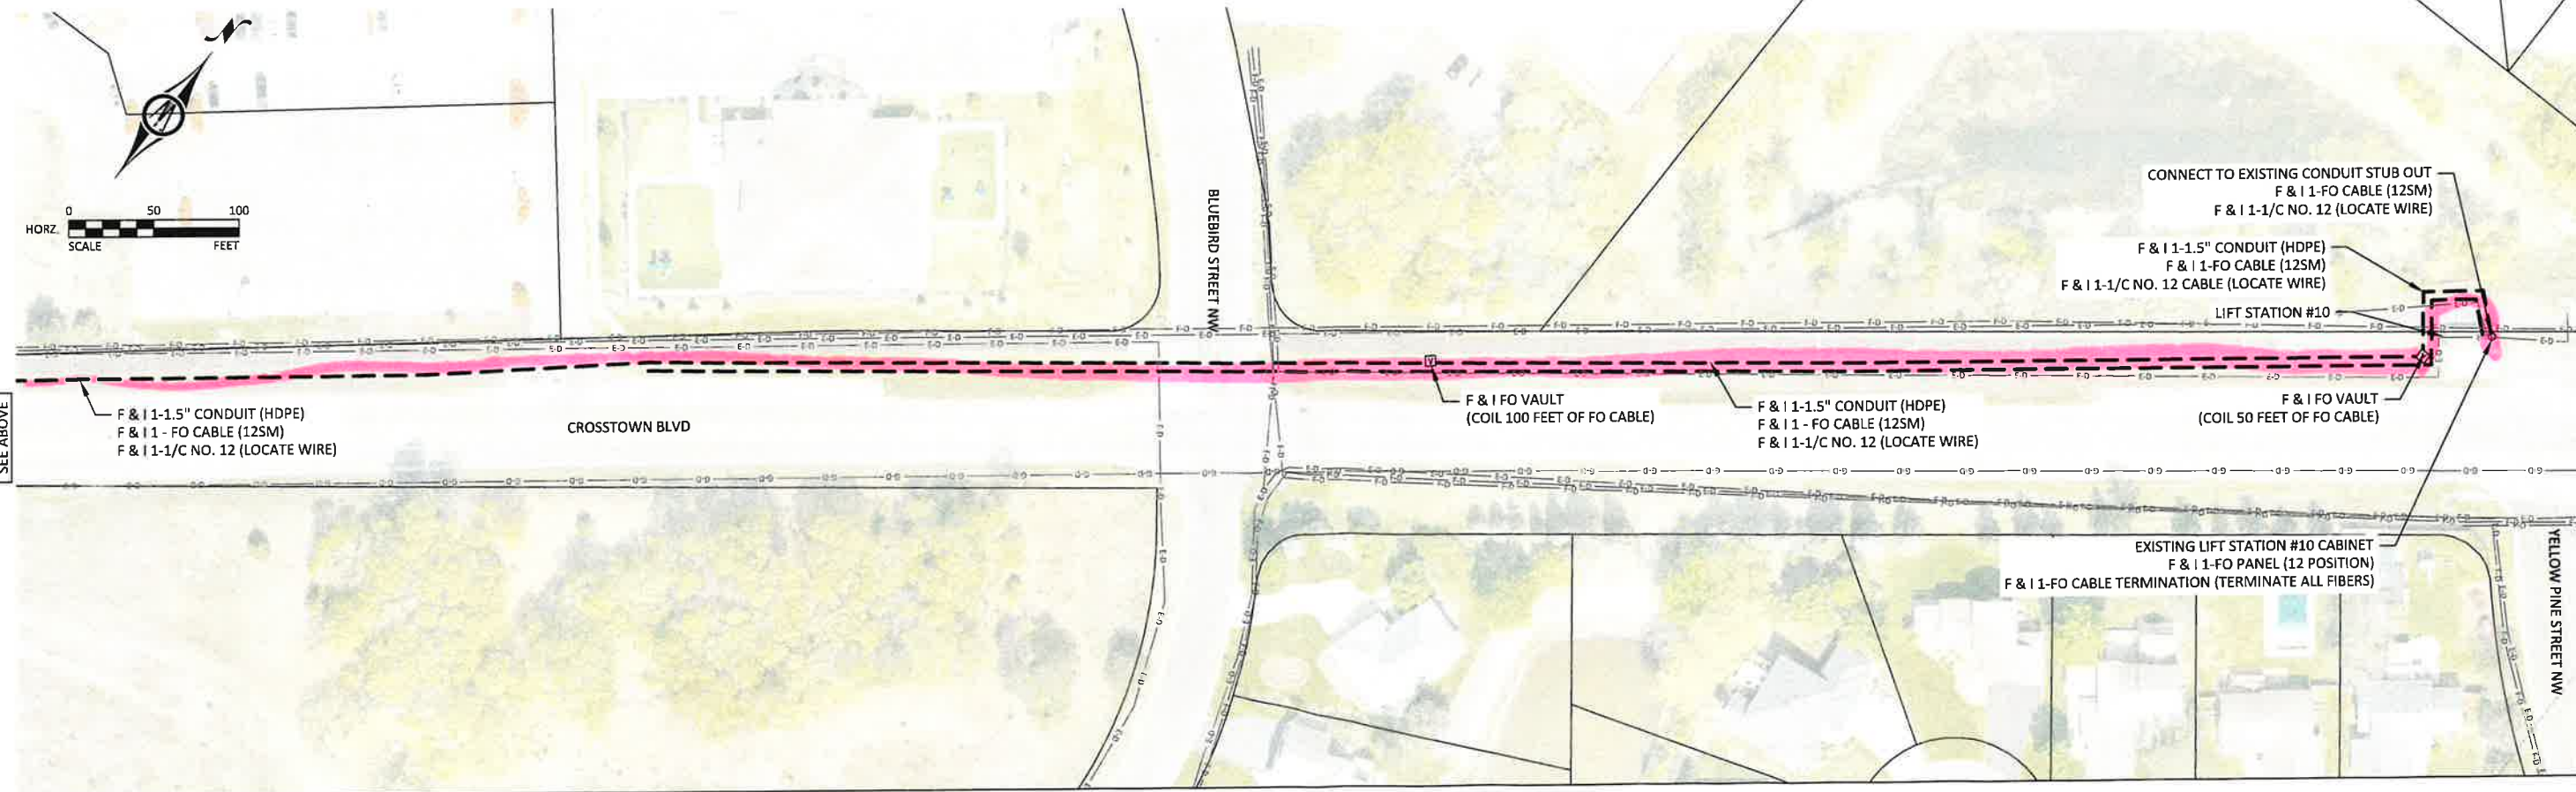 N
0 50 100
HORZ.
SCALE FEET
SEE ABOVE
F & I 1-1.5" CONDUIT (HDPE)
F & I 1 - FO CABLE (12SM)
F & I 1-1/C NO. 12 (LOCATE WIRE)
CROSSTOWN BLVD
BLUEBIRD STREET NW
F & I FO VAULT
(COIL 100 FEET OF FO CABLE)
F & I 1-1.5" CONDUIT (HDPE)
F & I 1 - FO CABLE (12SM)
F & I 1-1/C NO. 12 (LOCATE WIRE)
CONNECT TO EXISTING CONDUIT STUB OUT
F & I 1-FO CABLE (12SM)
F & I 1-1/C NO. 12 (LOCATE WIRE)
F & I 1-1.5" CONDUIT (HDPE)
F & I 1-FO CABLE (12SM)
F & I 1-1/C NO. 12 CABLE (LOCATE WIRE)
LIFT STATION #10
F & I FO VAULT
(COIL 50 FEET OF FO CABLE)
EXISTING LIFT STATION #10 CABINET
F & I 1-FO PANEL (12 POSITION)
F & I 1-FO CABLE TERMINATION (TERMINATE ALL FIBERS)
YELLOW PINE STREET NW